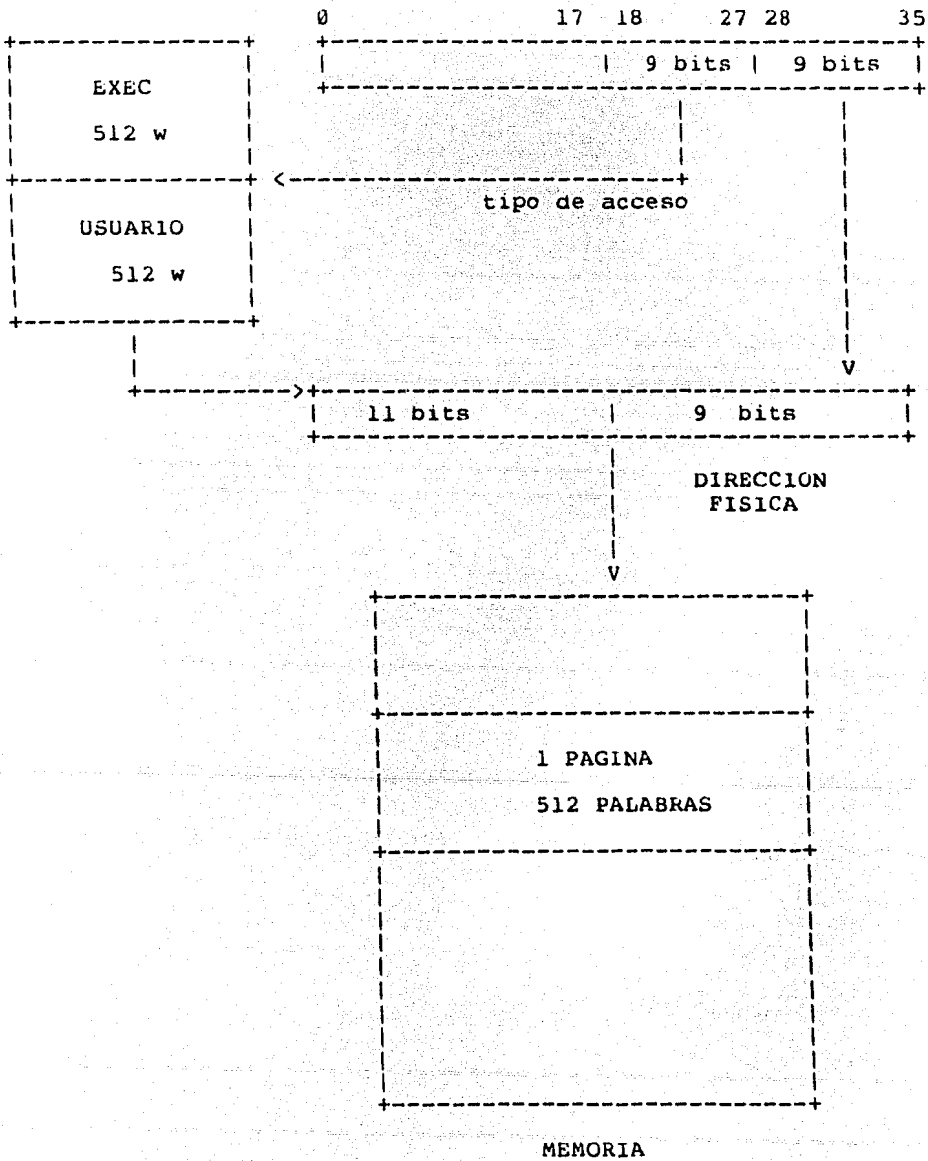 0 17 18 27 28 35
9 bits | 9 bits
EXEC
512 w
tipo de acceso
USUARIO
512 w
11 bits | 9 bits
DIRECCION
FISICA
1 PAGINA
512 PALABRAS
MEMORIA